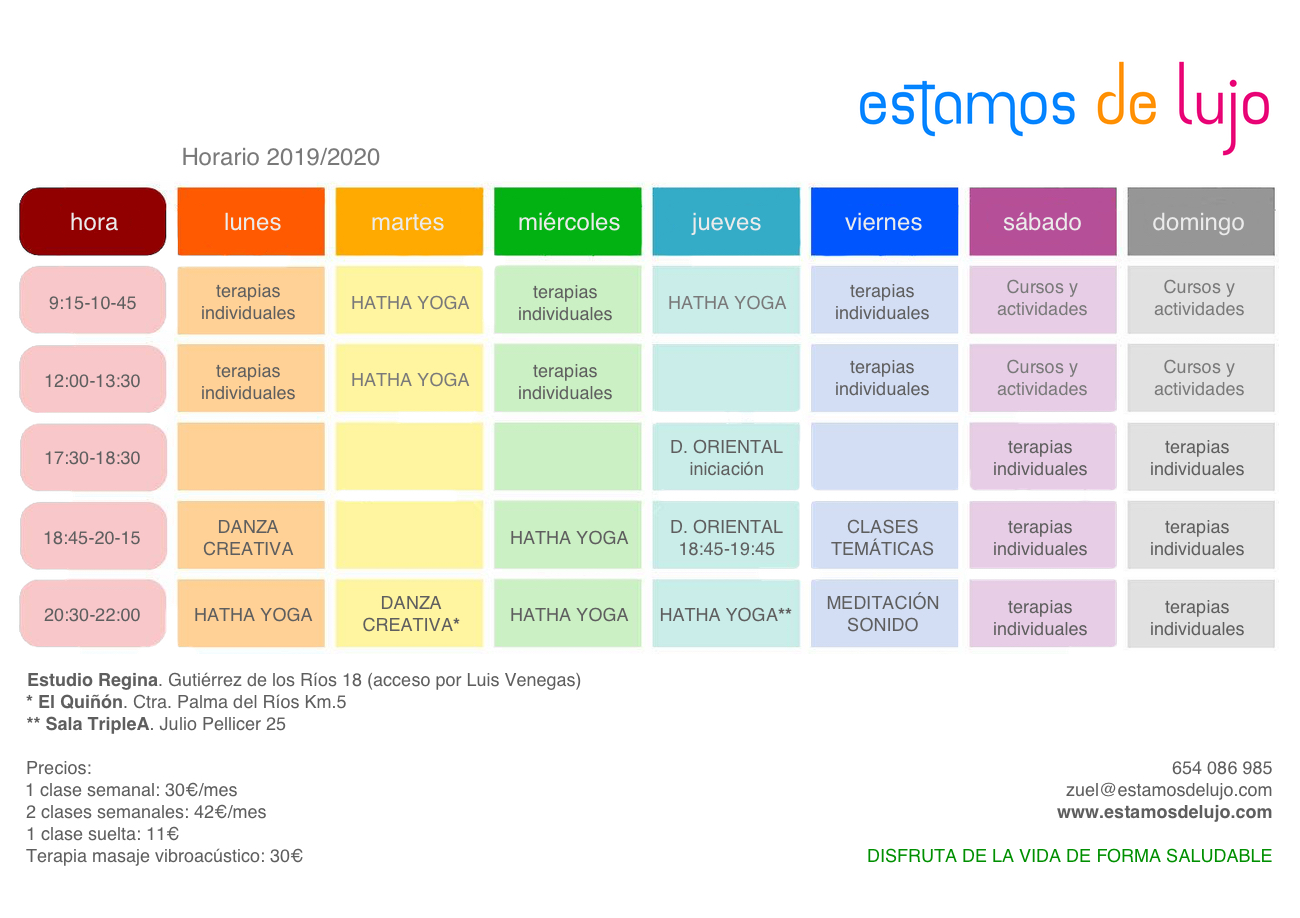 estamos de lujo
Horario 2019/2020
hora lunes martes miércoles jueves viernes sábado domingo
9:15-10-45
terapias
individuales
HATHA YOGA
terapias
individuales
HATHA YOGA
terapias
individuales
Cursos y
actividades
Cursos y
actividades
12:00-13:30
terapias
individuales
HATHA YOGA
terapias
individuales
terapias
individuales
Cursos y
actividades
Cursos y
actividades
17:30-18:30
D. ORIENTAL
iniciación
terapias
individuales
terapias
individuales
18:45-20-15
DANZA
CREATIVA
HATHA YOGA
D. ORIENTAL
18:45-19:45
CLASES
TEMÁTICAS
terapias
individuales
terapias
individuales
20:30-22:00
HATHA YOGA
DANZA
CREATIVA*
HATHA YOGA
HATHA YOGA**
MEDITACIÓN
SONIDO
terapias
individuales
terapias
individuales
Estudio Regina. Gutiérrez de los Ríos 18 (acceso por Luis Venegas)
* El Quiñón. Ctra. Palma del Ríos Km.5
** Sala TripleA. Julio Pellicer 25
Precios:
1 clase semanal: 30€/mes
2 clases semanales: 42€/mes
1 clase suelta: 11€
Terapia masaje vibroacústico: 30€
654 086 985
zuel@estamosdelujo.com
www.estamosdelujo.com
DISFRUTA DE LA VIDA DE FORMA SALUDABLE